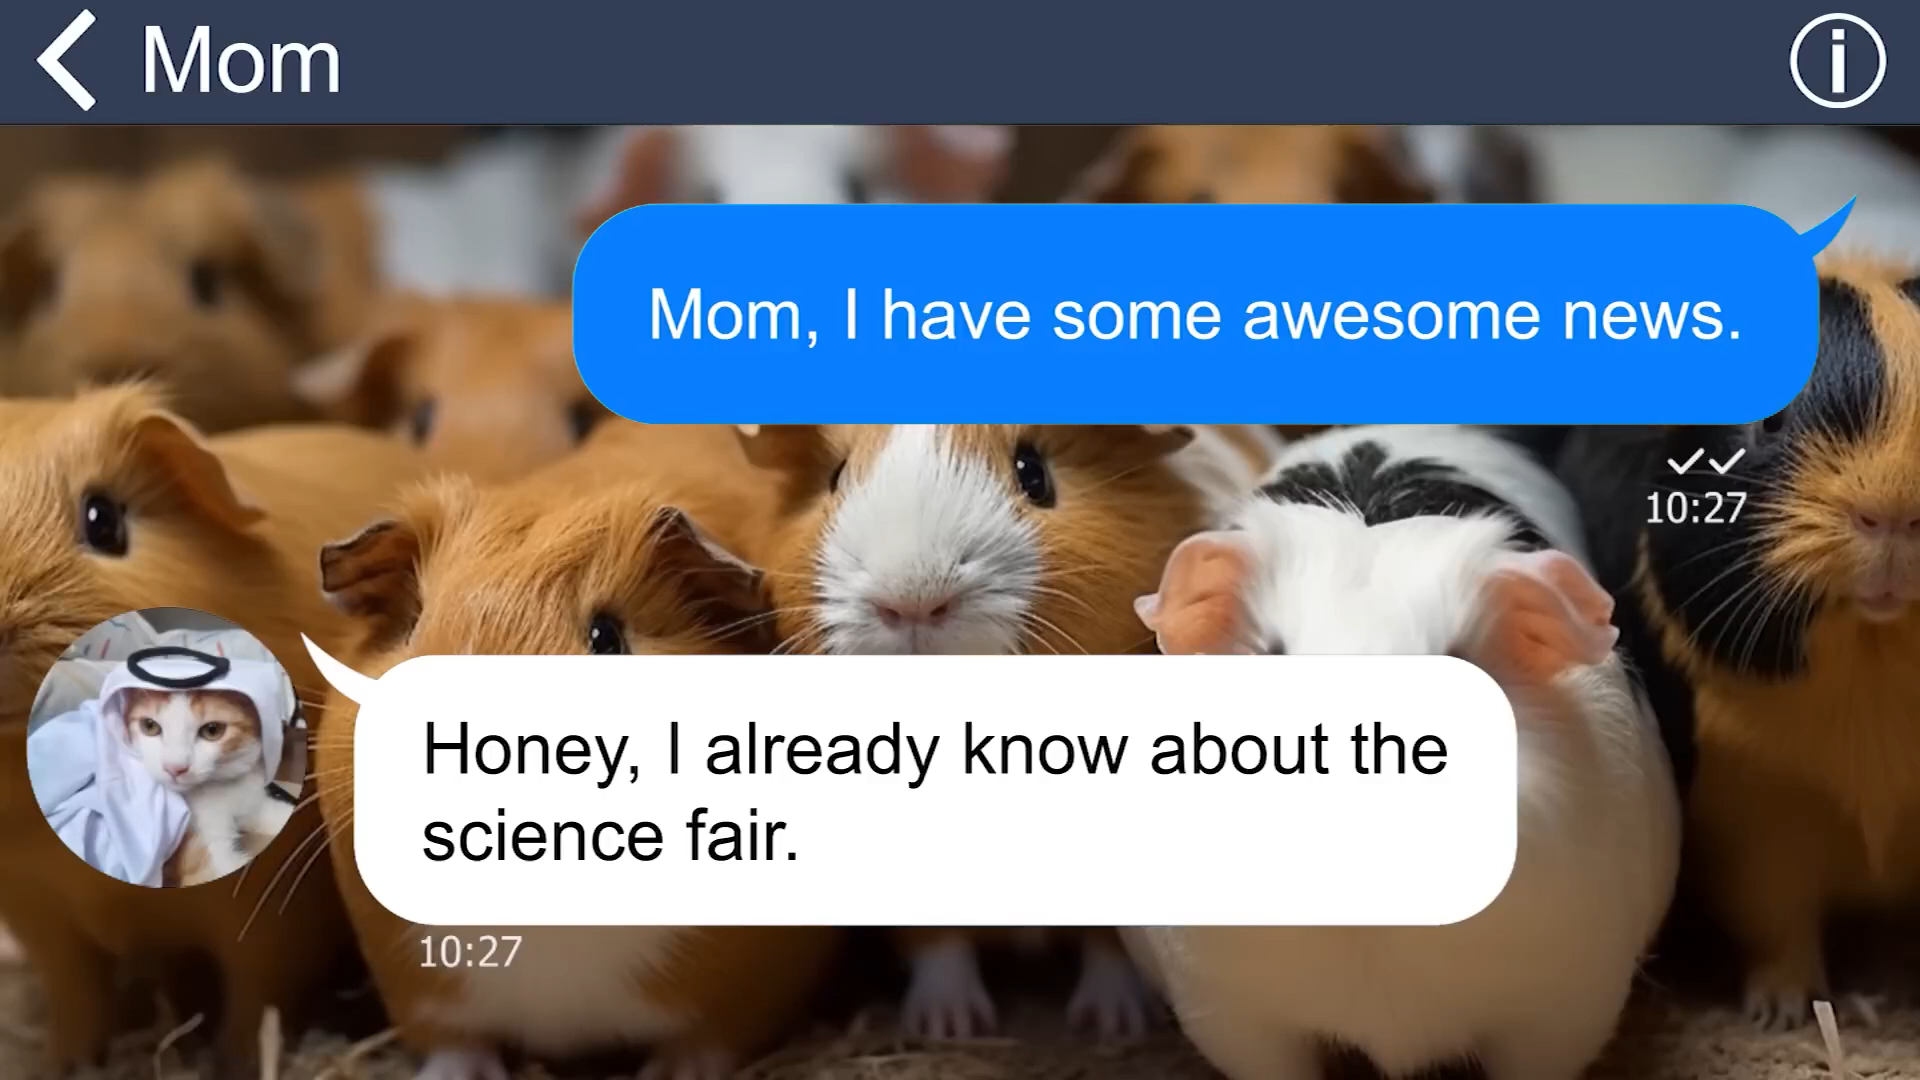 Mom
Mom, I have some awesome news.
10:27
Honey, I already know about the
science fair.
10:27